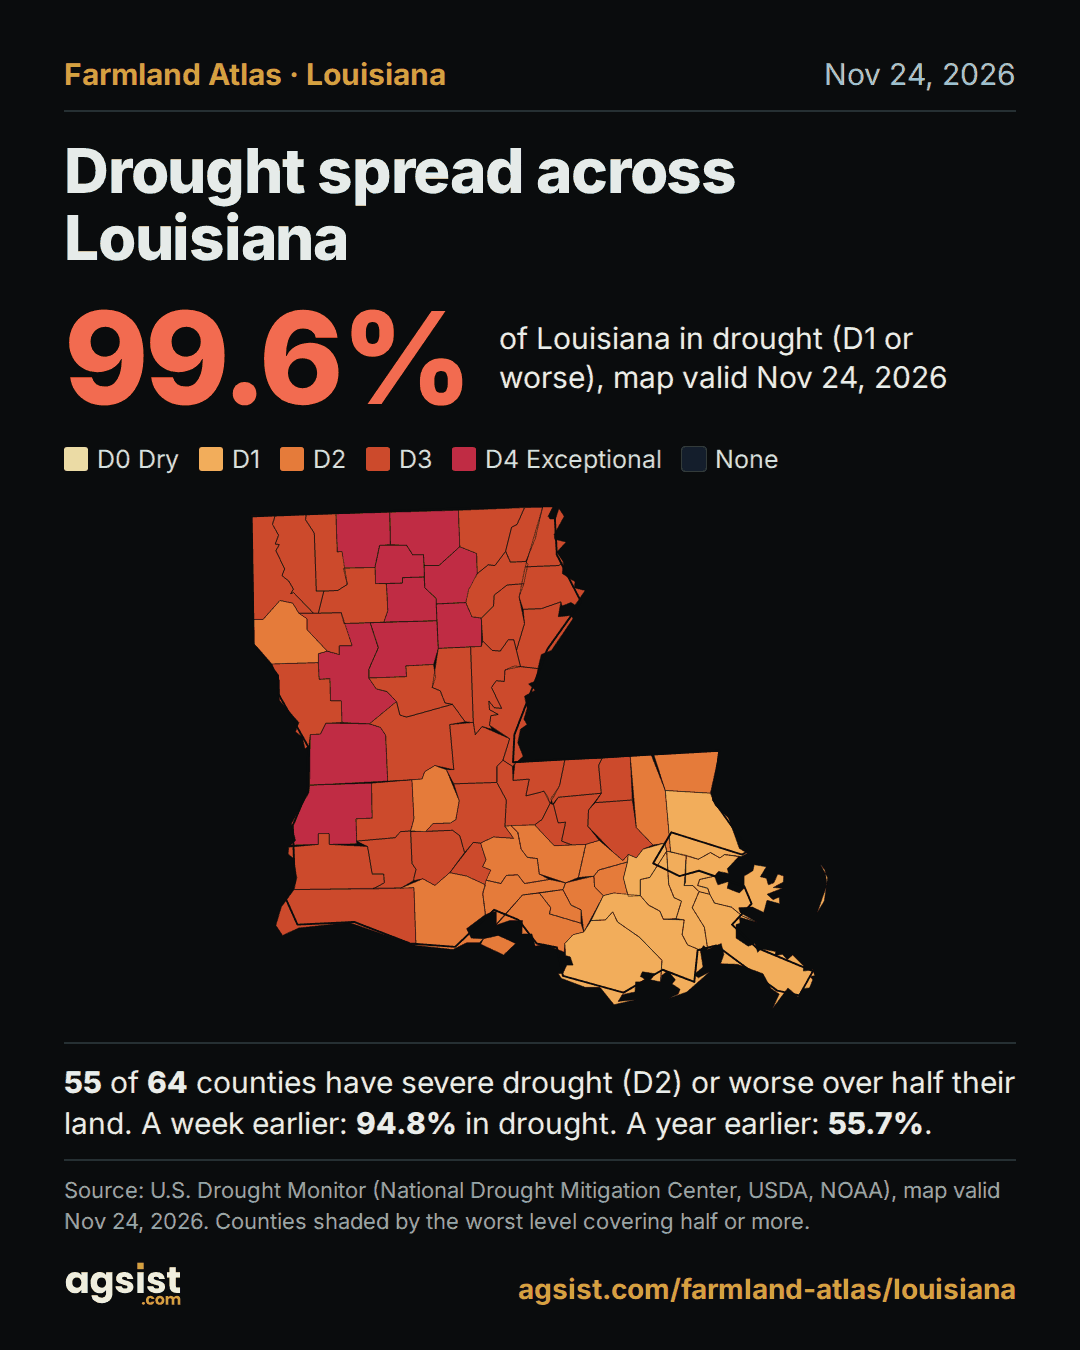 Farmland Atlas · Louisiana
Nov 24, 2026
Drought spread across
Louisiana
99.6%
of Louisiana in drought (D1 or
worse), map valid Nov 24, 2026
D0 Dry D1 D2 D3 D4 Exceptional None
55 of 64 counties have severe drought (D2) or worse over half their
land. A week earlier: 94.8% in drought. A year earlier: 55.7%.
Source: U.S. Drought Monitor (National Drought Mitigation Center, USDA, NOAA), map valid
Nov 24, 2026. Counties shaded by the worst level covering half or more.
agsist
.com
agsist.com/farmland-atlas/louisiana